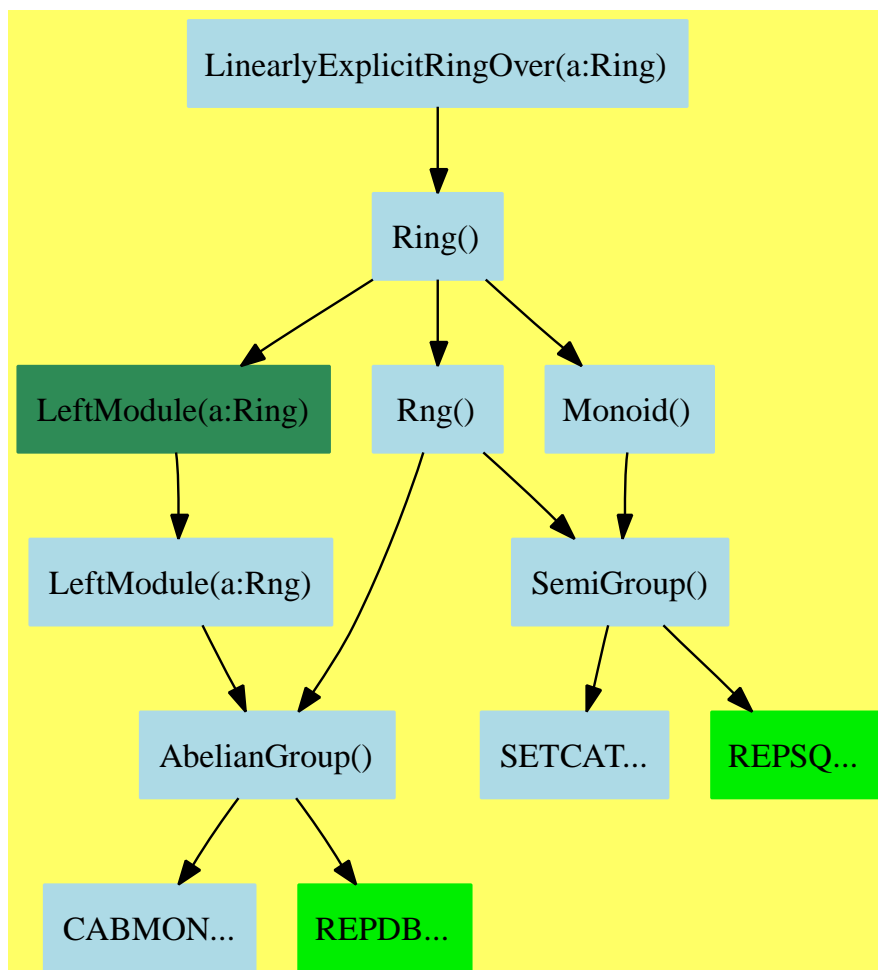 LinearlyExplicitRingOver(a:Ring)
Ring()
LeftModule(a:Ring)
Rng()
Monoid()
LeftModule(a:Rng)
SemiGroup()
AbelianGroup()
SETCAT...
REPSQ...
CABMON...
REPDB...